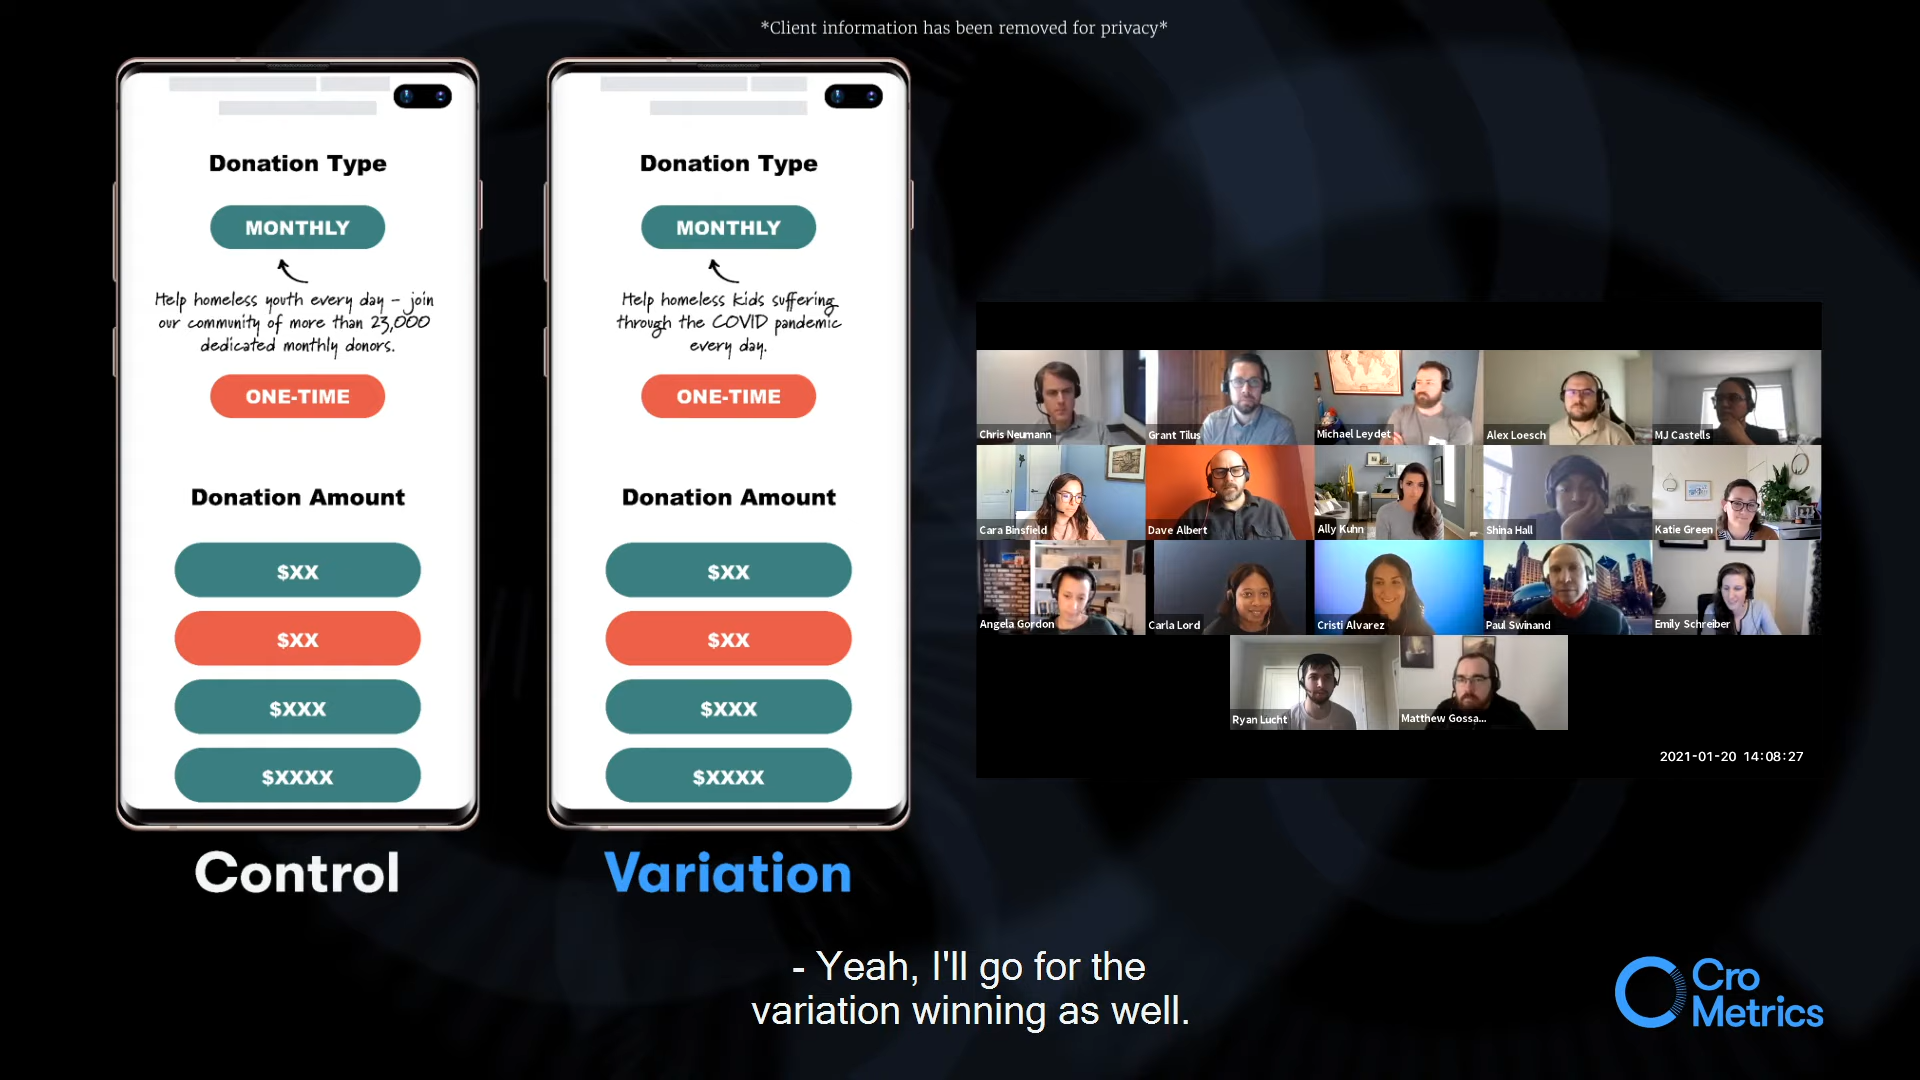 *Client information has been removed for privacy*
Donation Type
MONTHLY
Help homeless youth every day – join
our community of more than 23,000
dedicated monthly donors.
ONE-TIME
Donation Amount
$XX
$XX
$XXX
$XXXX
Control
Donation Type
MONTHLY
Help homeless kids suffering
through the COVID pandemic
every day.
ONE-TIME
Donation Amount
$XX
$XX
$XXX
$XXXX
Variation
Chris Neumann
Grant Tilus
Michael Leydet
Alex Loesch
MJ Castells
Cara Binsfield
Dave Albert
Ally Kuhn
Shina Hall
Katie Green
Angela Gordon
Carla Lord
Cristi Alvarez
Paul Swinand
Emily Schreiber
Ryan Lucht
Matthew Gossa...
2021-01-20 14:08:27
- Yeah, I'll go for the
variation winning as well.
Cro
Metrics